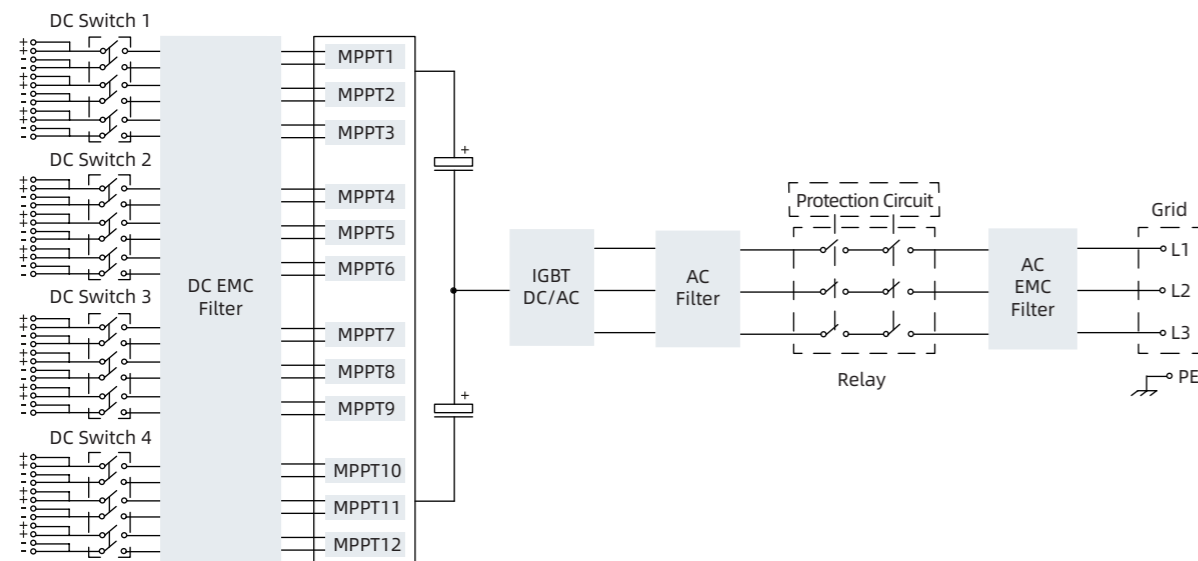 DC Switch 1
DC Switch 2
DC Switch 3
DC Switch 4
DC EMC
Filter
MPPT1
MPPT2
MPPT3
MPPT4
MPPT5
MPPT6
MPPT7
MPPT8
MPPT9
MPPT10
MPPT11
MPPT12
+
+
IGBT
DC/AC
AC
Filter
Protection Circuit
Relay
AC
EMC
Filter
Grid
L1
L2
L3
PE